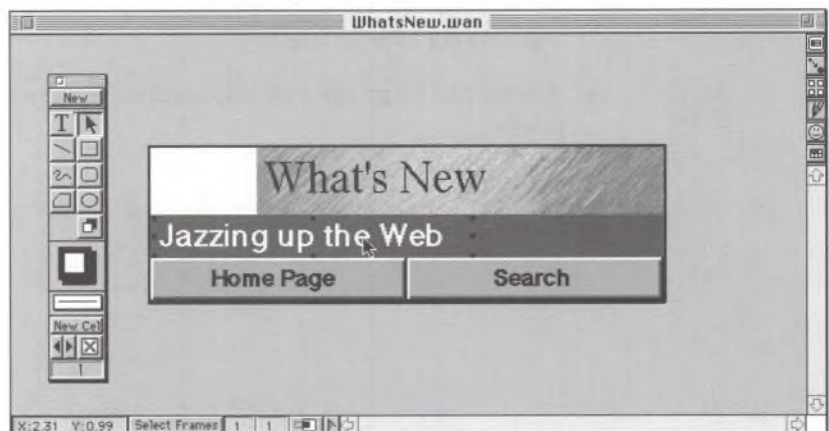 WhatsNew.wan
New
T
What's New
Jazzing up the Web
Home Page
Search
New Cel
1
X:2.31 Y:0.99 Select Frames 1 1